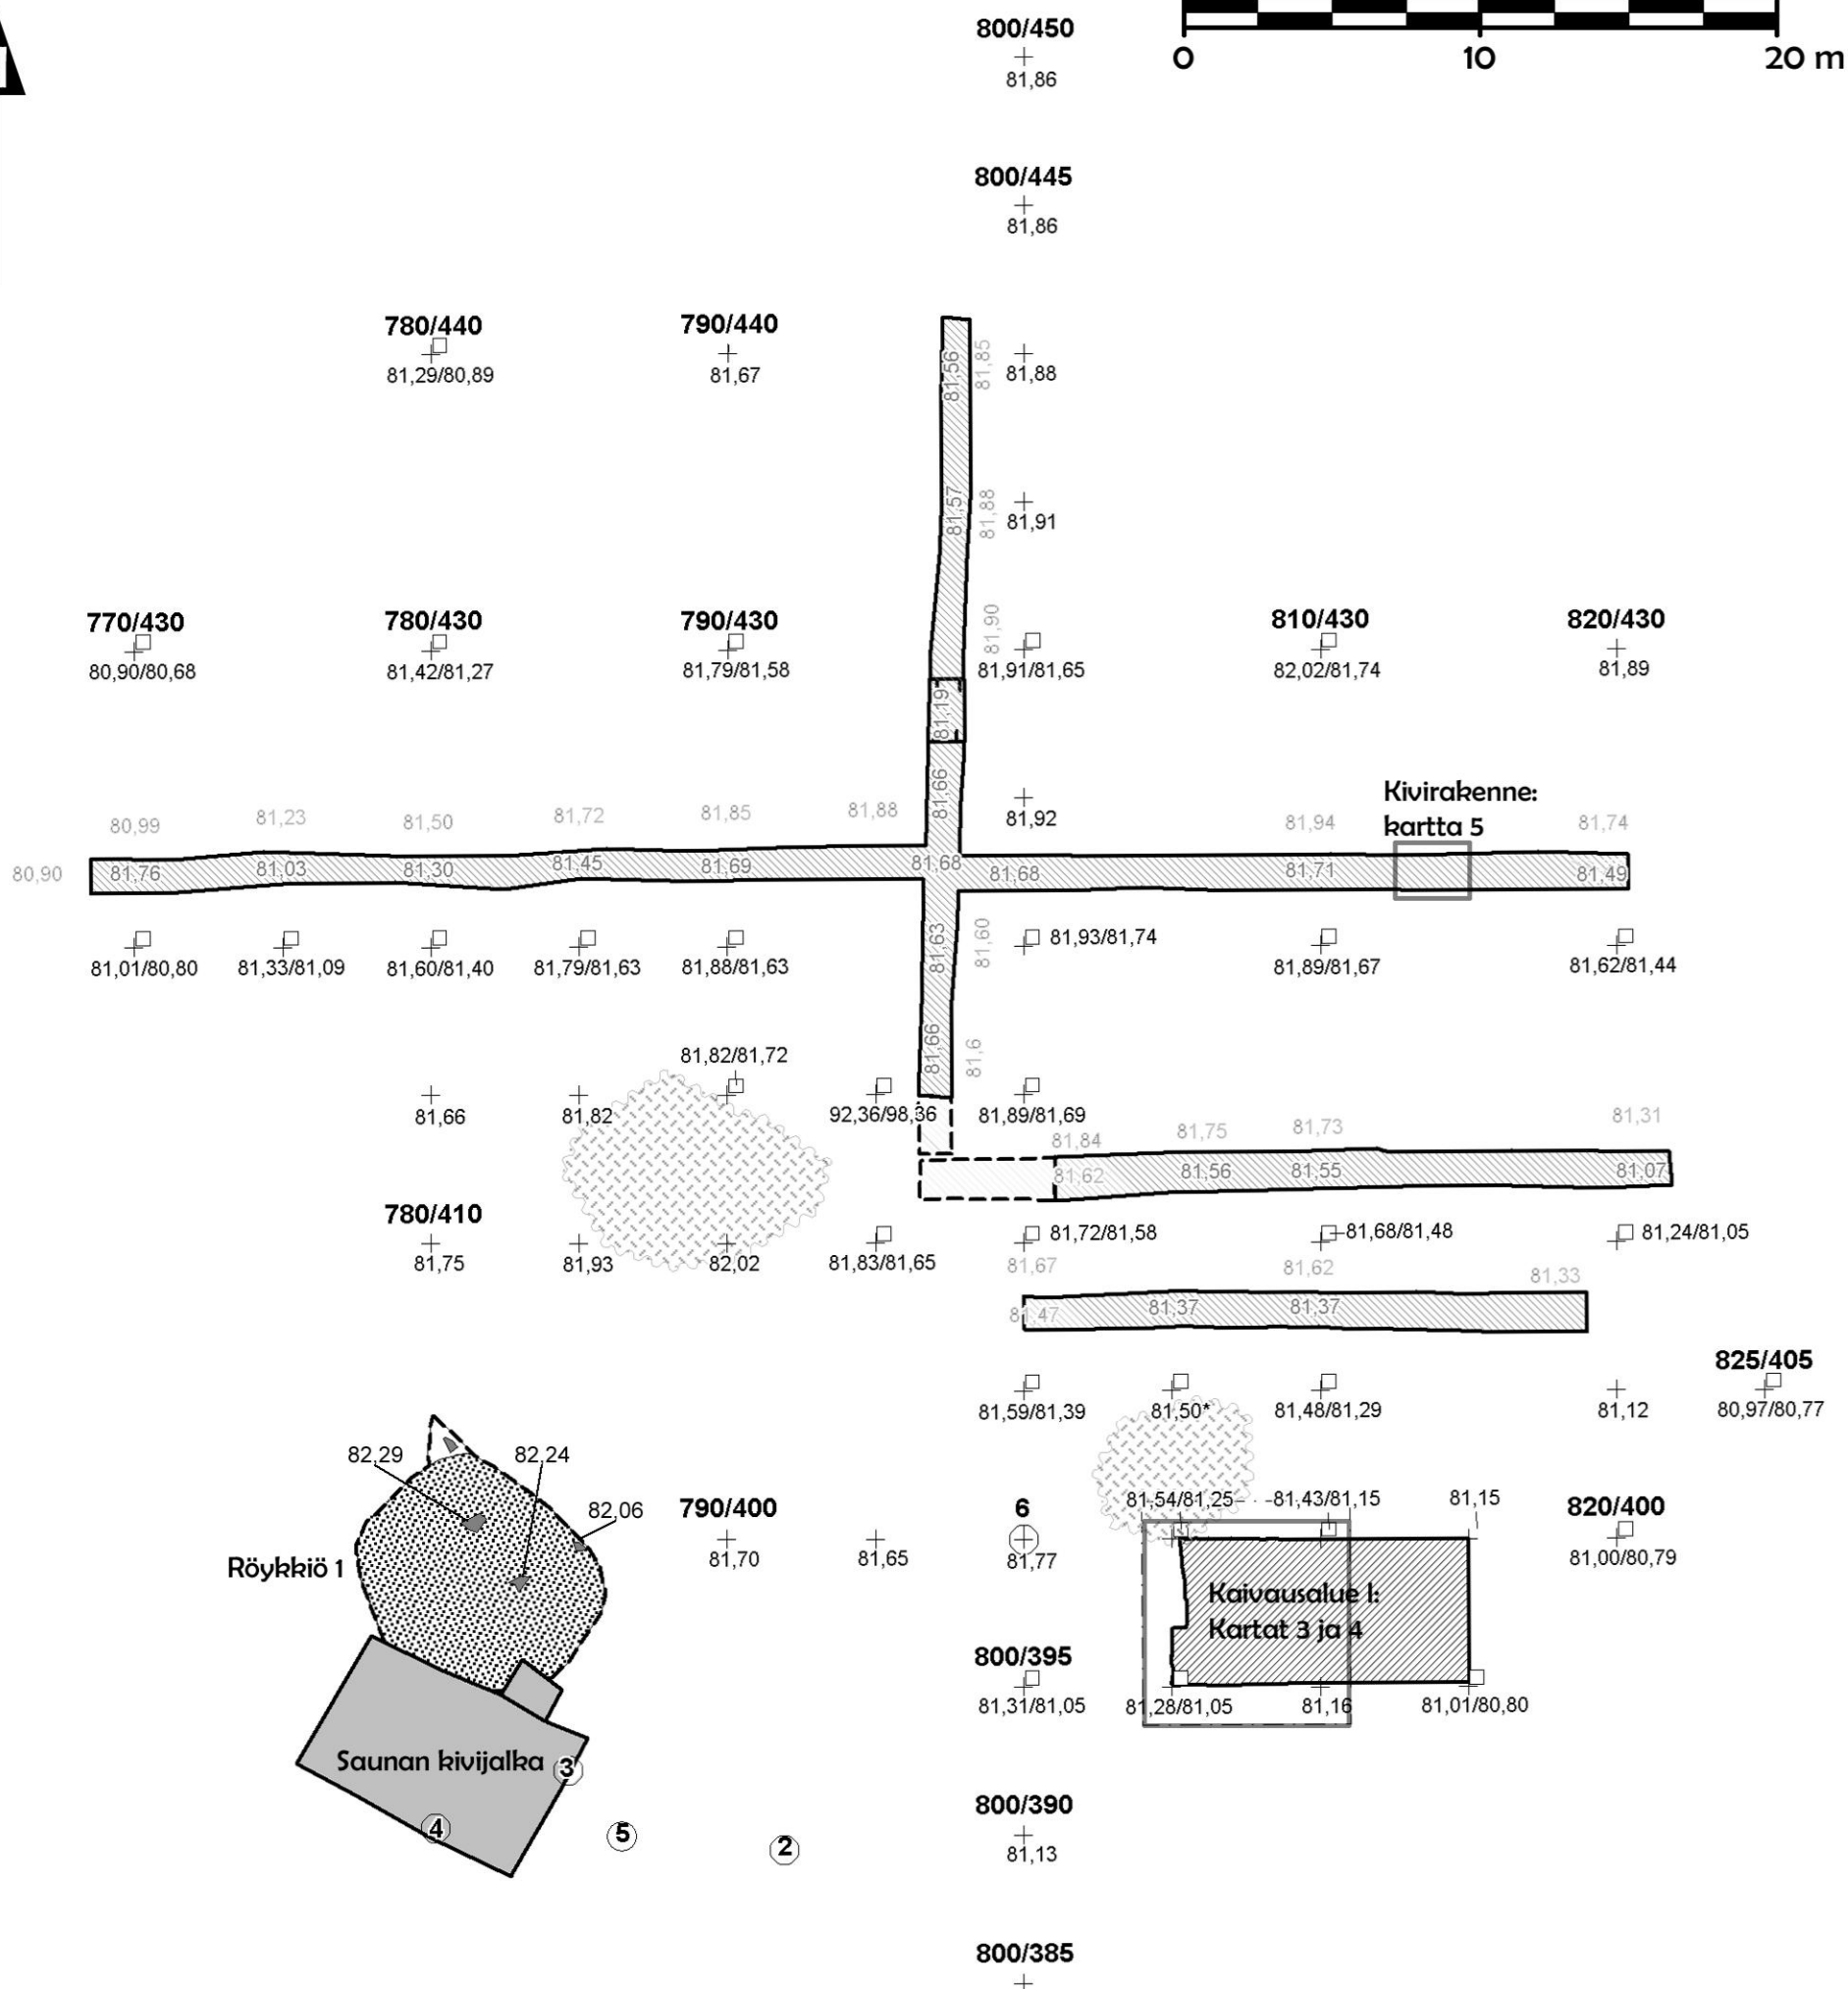 800/450
81,86
0 10 20 m
800/445
81,86
780/440 790/440
81,29/80,89 81,67 81,56 81,85 81,88
81,57 81,88 81,91
770/430 780/430 790/430 81,90 810/430 820/430
80,90/80,68 81,42/81,27 81,79/81,58 81,91/81,65 82,02/81,74 81,89
81,19
81,66
Kivirakenne:
kartta 5
80,99 81,23 81,50 81,72 81,85 81,88 81,92 81,94 81,74
80,90 81,76 81,03 81,30 81,45 81,69 81,68 81,68 81,71 81,49
81,63 81,60 81,93/81,74
81,01/80,80 81,33/81,09 81,60/81,40 81,79/81,63 81,88/81,63 81,89/81,67 81,62/81,44
81,82/81,72 81,66 81,6
81,66 81,82 92,36/98,36 81,89/81,69
81,84 81,75 81,73 81,31
81,62 81,56 81,55 81,07
780/410
81,75 81,93 82,02 81,83/81,65 81,72/81,58 81,68/81,48 81,24/81,05
81,67 81,62 81,33
81,47 81,37 81,37
825/405
81,59/81,39 81,50* 81,48/81,29 81,12 80,97/80,77
82,29 82,24
82,06
790/400 6 81,54/81,25 81,43/81,15 81,15 820/400
81,70 81,65 81,77 81,00/80,79
Röykkiö 1
Kaivausalue I:
Kartat 3 ja 4
800/395
81,31/81,05 81,28/81,05 81,16 81,01/80,80
Saunan kivijalka 3
4 5 2
800/390
81,13
800/385